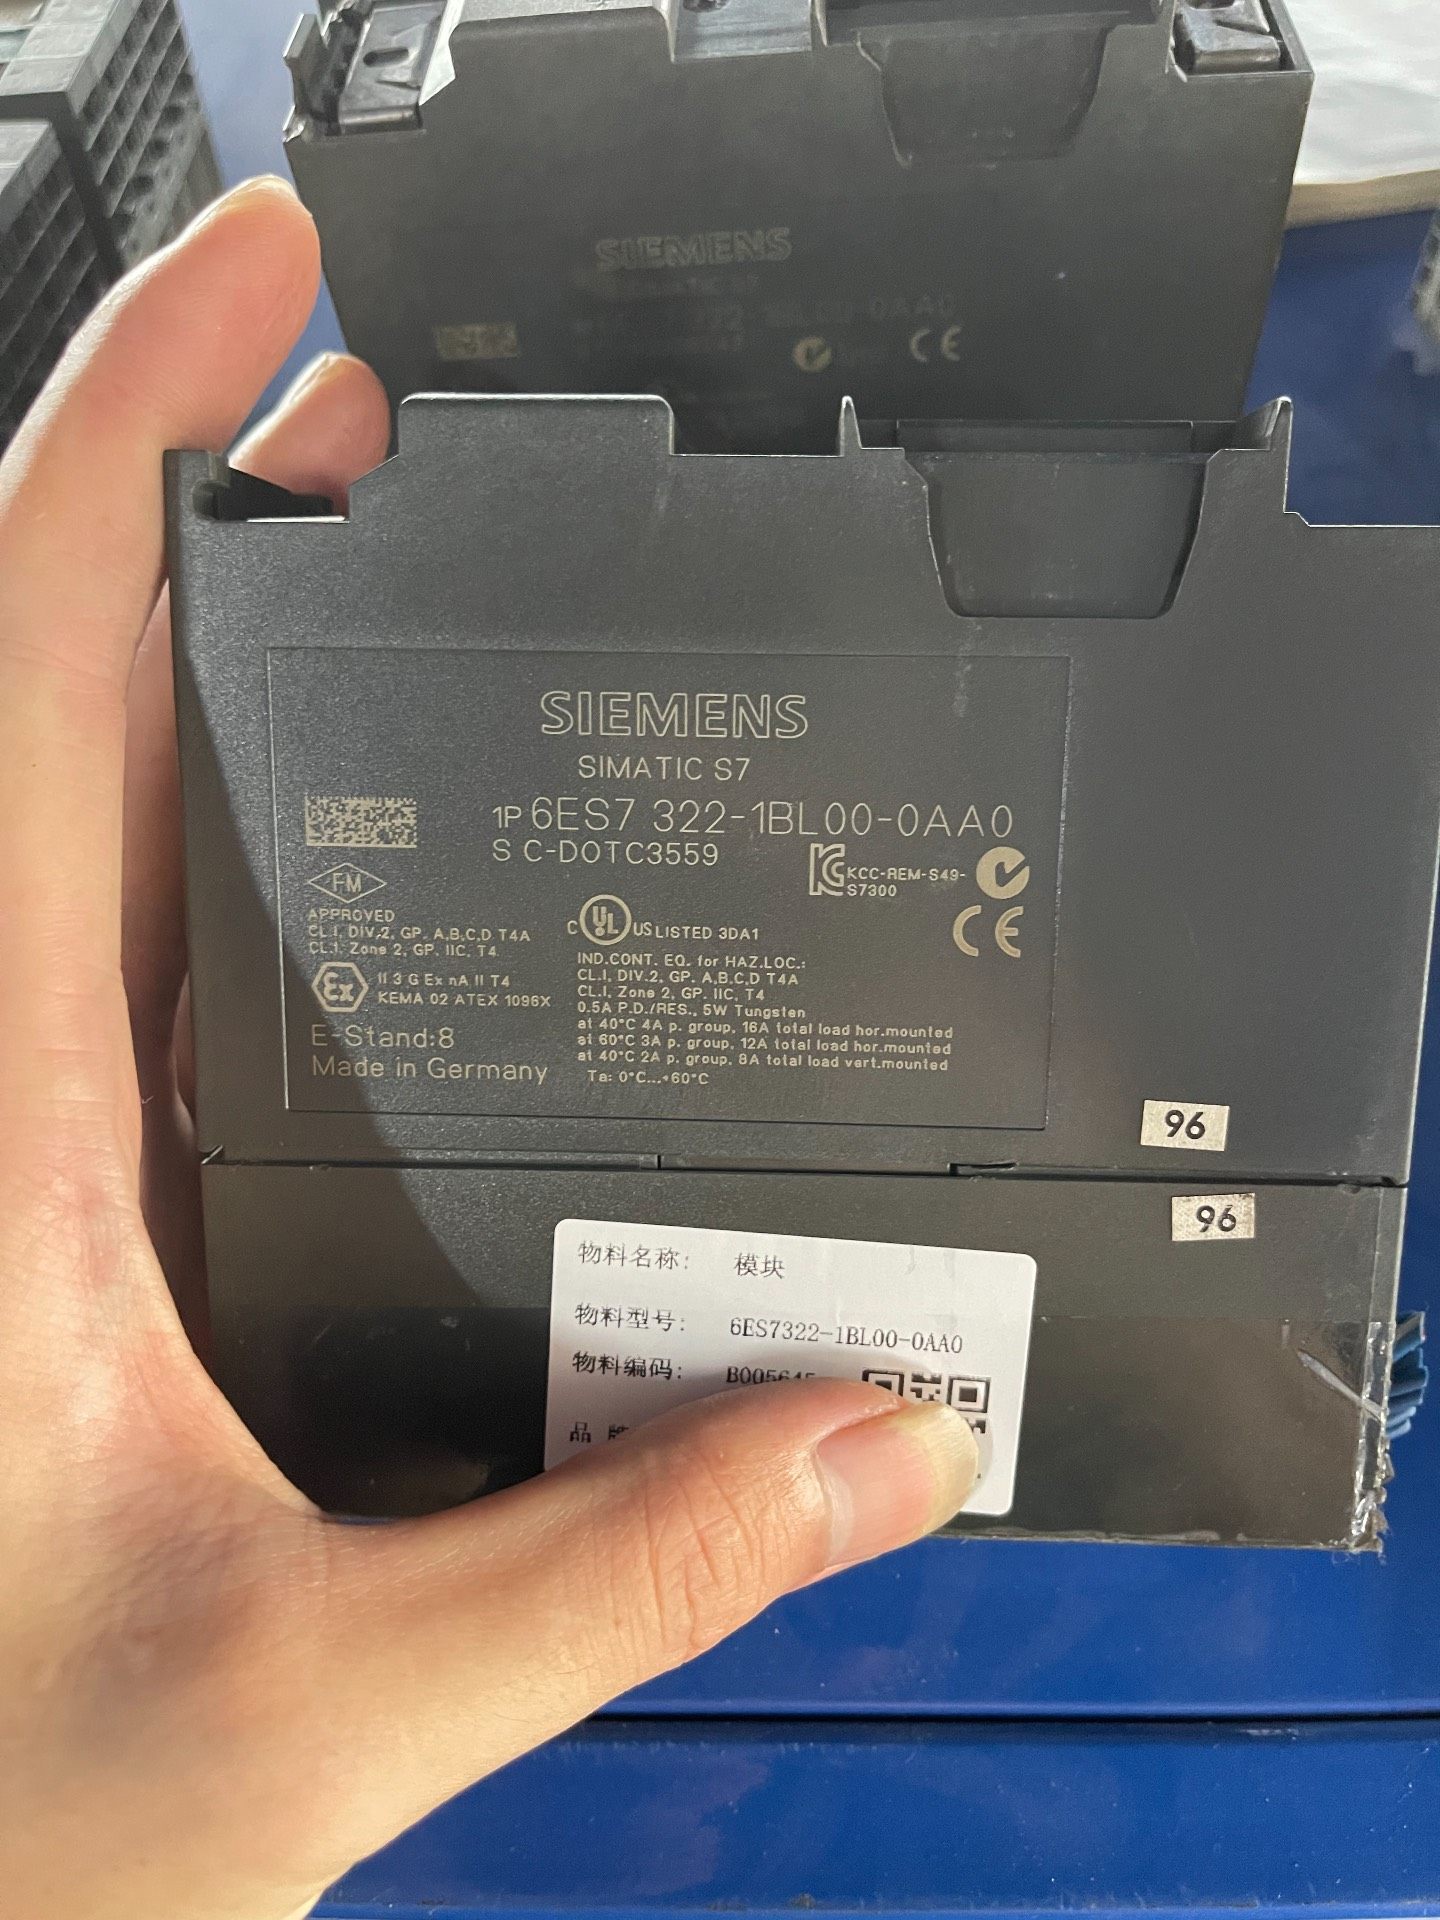 SIEMENS
SIEMENS
SIMATIC S7
1P 6ES7 322-1BL00-0AA0
S C-D0TC3559
KCC-REM-S49-
S7300
FM
APPROVED
CL.I, DIV.2, GP. A,B,C,D T4A
CL.I, Zone 2, GP. IIC, T4
C UL US LISTED 3DA1
CE
IND.CONT. EQ. for HAZ.LOC.:
CL.I, DIV.2, GP. A,B,C,D T4A
CL.I, Zone 2, GP. IIC, T4
0.5A P.D./RES., 5W Tungsten
at 40°C 4A p. group, 16A total load hor.mounted
at 60°C 3A p. group, 12A total load hor.mounted
at 40°C 2A p. group, 8A total load vert.mounted
Ta: 0°C...+60°C
Ex II 3 G Ex nA II T4
KEMA 02 ATEX 1096X
E-Stand:8
Made in Germany
96
96
物料名称: 模块
物料型号: 6ES7322-1BL00-0AA0
物料编码:
品 牌